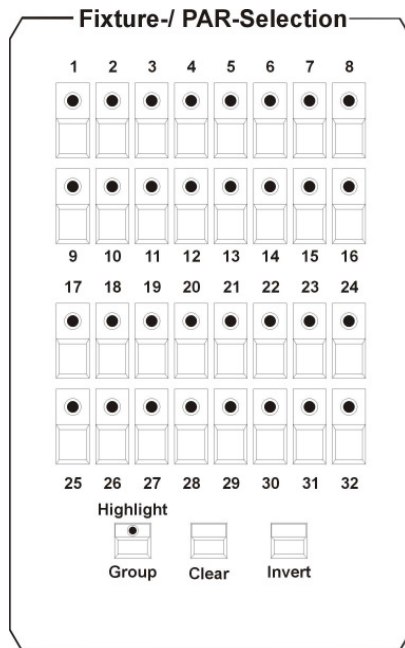 Fixture-/ PAR-Selection
1 2 3 4 5 6 7 8
9 10 11 12 13 14 15 16
17 18 19 20 21 22 23 24
25 26 27 28 29 30 31 32
Highlight
Group Clear Invert